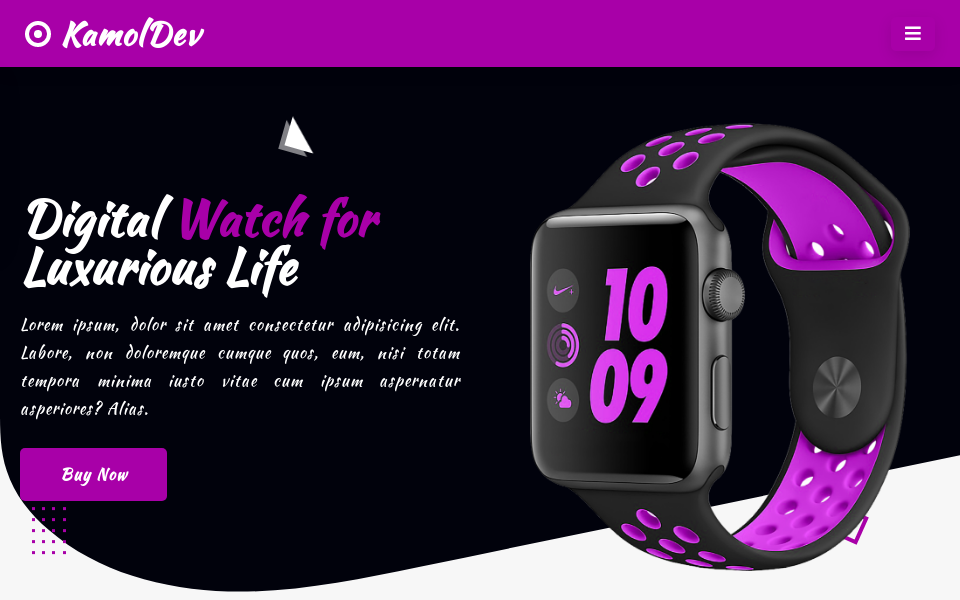 KamolDev
Digital Watch for
Luxurious Life
Lorem ipsum, dolor sit amet consectetur adipisicing elit.
Labore, non doloremque cumque quos, eum, nisi totam
tempora minima iusto vitae cum ipsum aspernatur
asperiores? Alias.
Buy Now
10
09